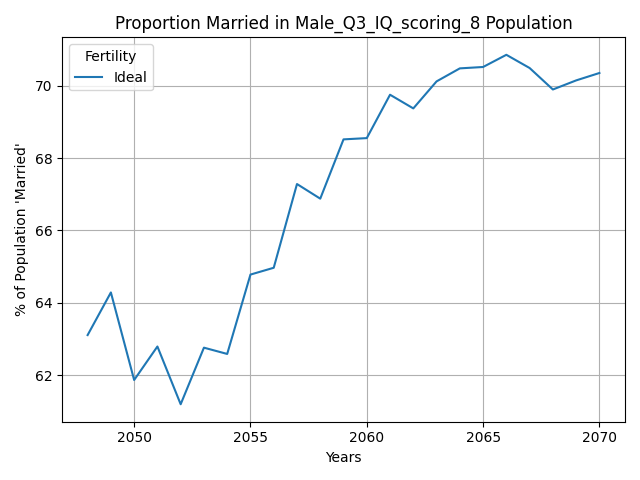 Proportion Married in Male_Q3_IQ_scoring_8 Population
Fertility
Ideal
% of Population 'Married'
70
68
66
64
62
2050
2055
2060
2065
2070
Years